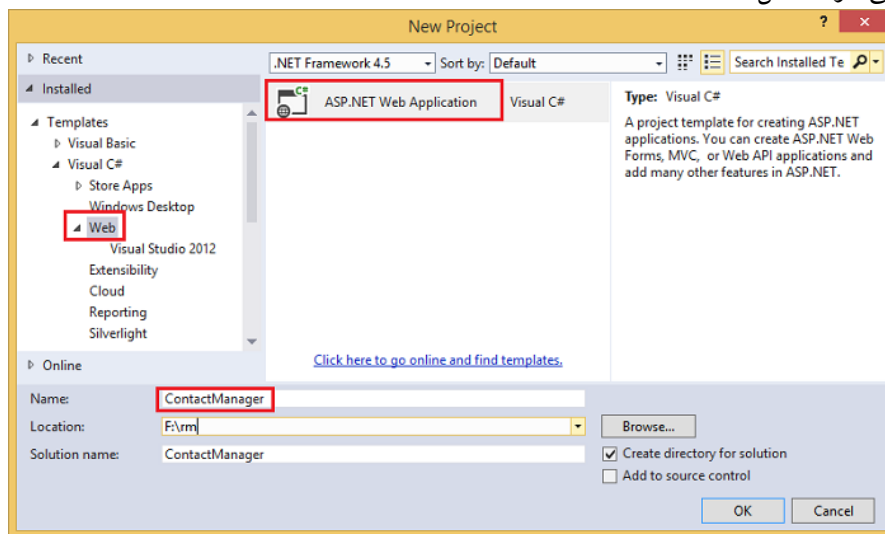 New Project
?
Recent
.NET Framework 4.5
Sort by:
Default
Search Installed Te
Installed
Templates
Visual Basic
Visual C#
Store Apps
Windows Desktop
Web
Visual Studio 2012
Extensibility
Cloud
Reporting
Silverlight
Online
C#
ASP.NET Web Application
Visual C#
Click here to go online and find templates.
Type: Visual C#
A project template for creating ASP.NET
applications. You can create ASP.NET Web
Forms, MVC, or Web API applications and
add many other features in ASP.NET.
Name:
ContactManager
Location:
F:\rm
Browse...
Solution name:
ContactManager
Create directory for solution
Add to source control
OK
Cancel